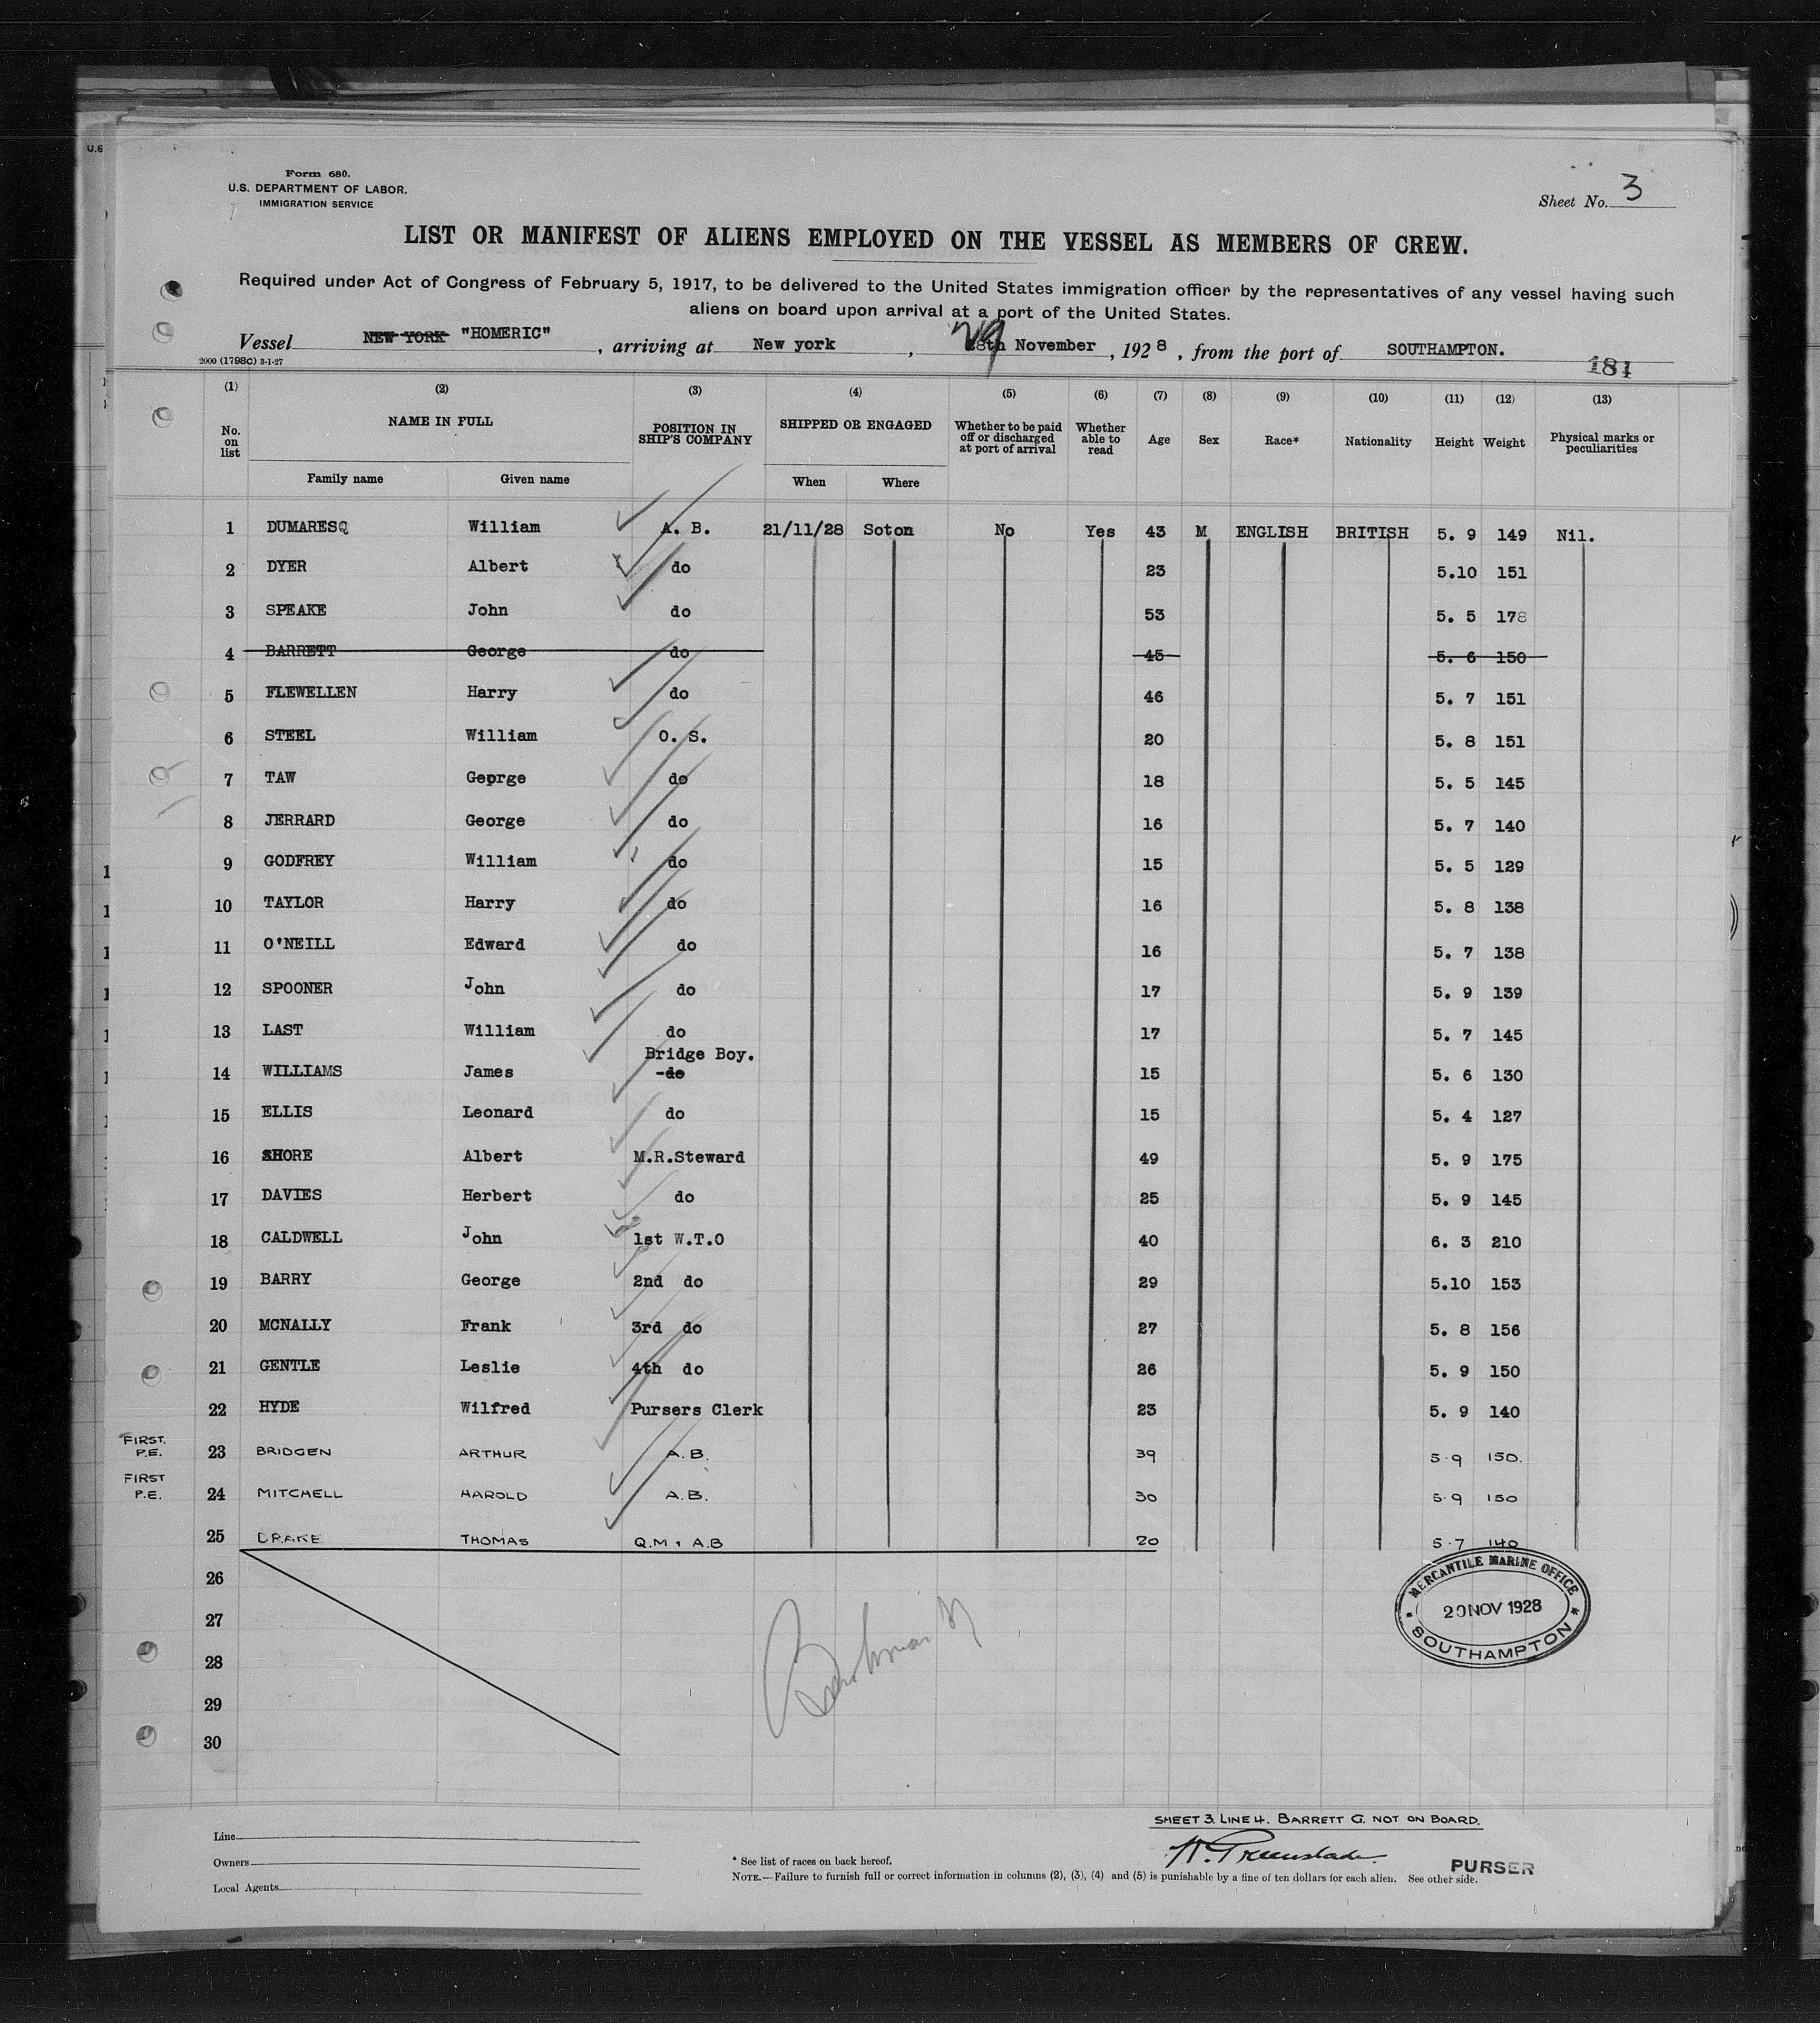 Form 680.
U.S. DEPARTMENT OF LABOR.
IMMIGRATION SERVICE
Sheet No. 3
LIST OR MANIFEST OF ALIENS EMPLOYED ON THE VESSEL AS MEMBERS OF CREW.
Required under Act of Congress of February 5, 1917, to be delivered to the United States immigration officer by the representatives of any vessel having such
aliens on board upon arrival at a port of the United States.
Vessel NEW YORK "HOMERIC", arriving at New york, 29 28th November, 1928, from the port of SOUTHAMPTON.
2000 (1798C) 3-1-27
181
(1) (2) (3) (4) (5) (6) (7) (8) (9) (10) (11) (12) (13)
No. on list NAME IN FULL POSITION IN SHIP'S COMPANY SHIPPED OR ENGAGED Whether to be paid off or discharged at port of arrival Whether able to read Age Sex Race* Nationality Height Weight Physical marks or peculiarities
Family name Given name When Where
1 DUMARESQ William A. B. 21/11/28 Soton No Yes 43 M ENGLISH BRITISH 5. 9 149 Nil.
2 DYER Albert do 23 5.10 151
3 SPEAKE John do 53 5. 5 178
4 BARRETT George do 45 5. 6 150
5 FLEWELLEN Harry do 46 5. 7 151
6 STEEL William O. S. 20 5. 8 151
7 TAW George do 18 5. 5 145
8 JERRARD George do 16 5. 7 140
9 GODFREY William do 15 5. 5 129
10 TAYLOR Harry do 16 5. 8 138
11 O'NEILL Edward do 16 5. 7 138
12 SPOONER John do 17 5. 9 139
13 LAST William do 17 5. 7 145
Bridge Boy.
14 WILLIAMS James -do 15 5. 6 130
15 ELLIS Leonard do 15 5. 4 127
16 SHORE Albert M.R.Steward 49 5. 9 175
17 DAVIES Herbert do 25 5. 9 145
18 CALDWELL John 1st W.T.O 40 6. 3 210
19 BARRY George 2nd do 29 5.10 153
20 MCNALLY Frank 3rd do 27 5. 8 156
21 GENTLE Leslie 4th do 26 5. 9 150
22 HYDE Wilfred Pursers Clerk 23 5. 9 140
FIRST. P.E. 23 BRIDGEN ARTHUR A.B. 39 5.9 150.
FIRST P.E. 24 MITCHELL HAROLD A.B. 30 5.9 150
25 DRAKE THOMAS Q.M & A.B 20 5.7 140
26
27
28
29
30
MERCANTILE MARINE OFFICE
20 NOV 1928
SOUTHAMPTON
SHEET 3. LINE 4. BARRETT G. NOT ON BOARD.
Line
Owners
Local Agents
PURSER
* See list of races on back hereof.
NOTE.—Failure to furnish full or correct information in columns (2), (3), (4) and (5) is punishable by a fine of ten dollars for each alien. See other side.